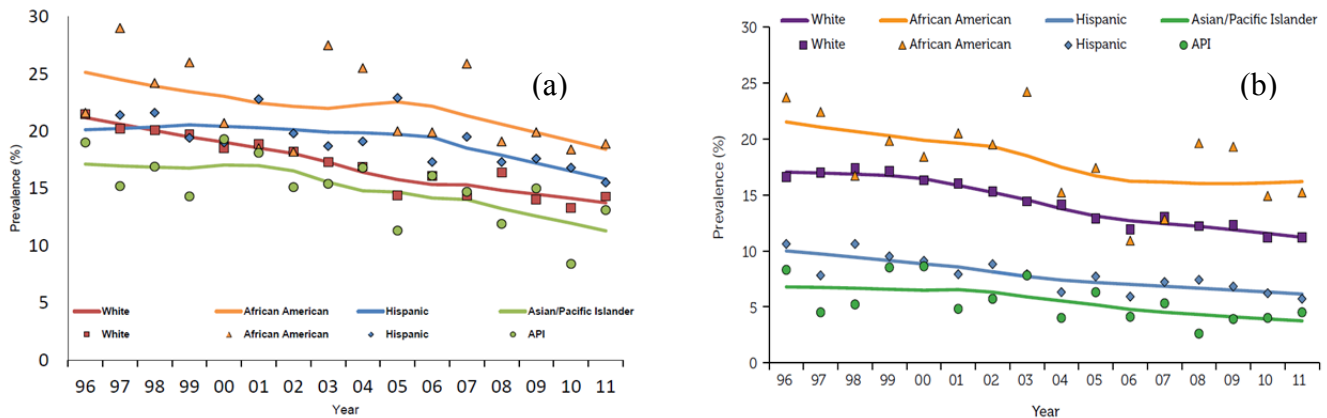 30
25
20
15
10
5
0
Prevalence (%)
(a)
White African American Hispanic Asian/Pacific Islander
White African American Hispanic API
96 97 98 99 00 01 02 03 04 05 06 07 08 09 10 11
Year
White African American Hispanic Asian/Pacific Islander
White African American Hispanic API
30
25
20
15
10
5
0
Prevalence (%)
(b)
96 97 98 99 00 01 02 03 04 05 06 07 08 09 10 11
Year